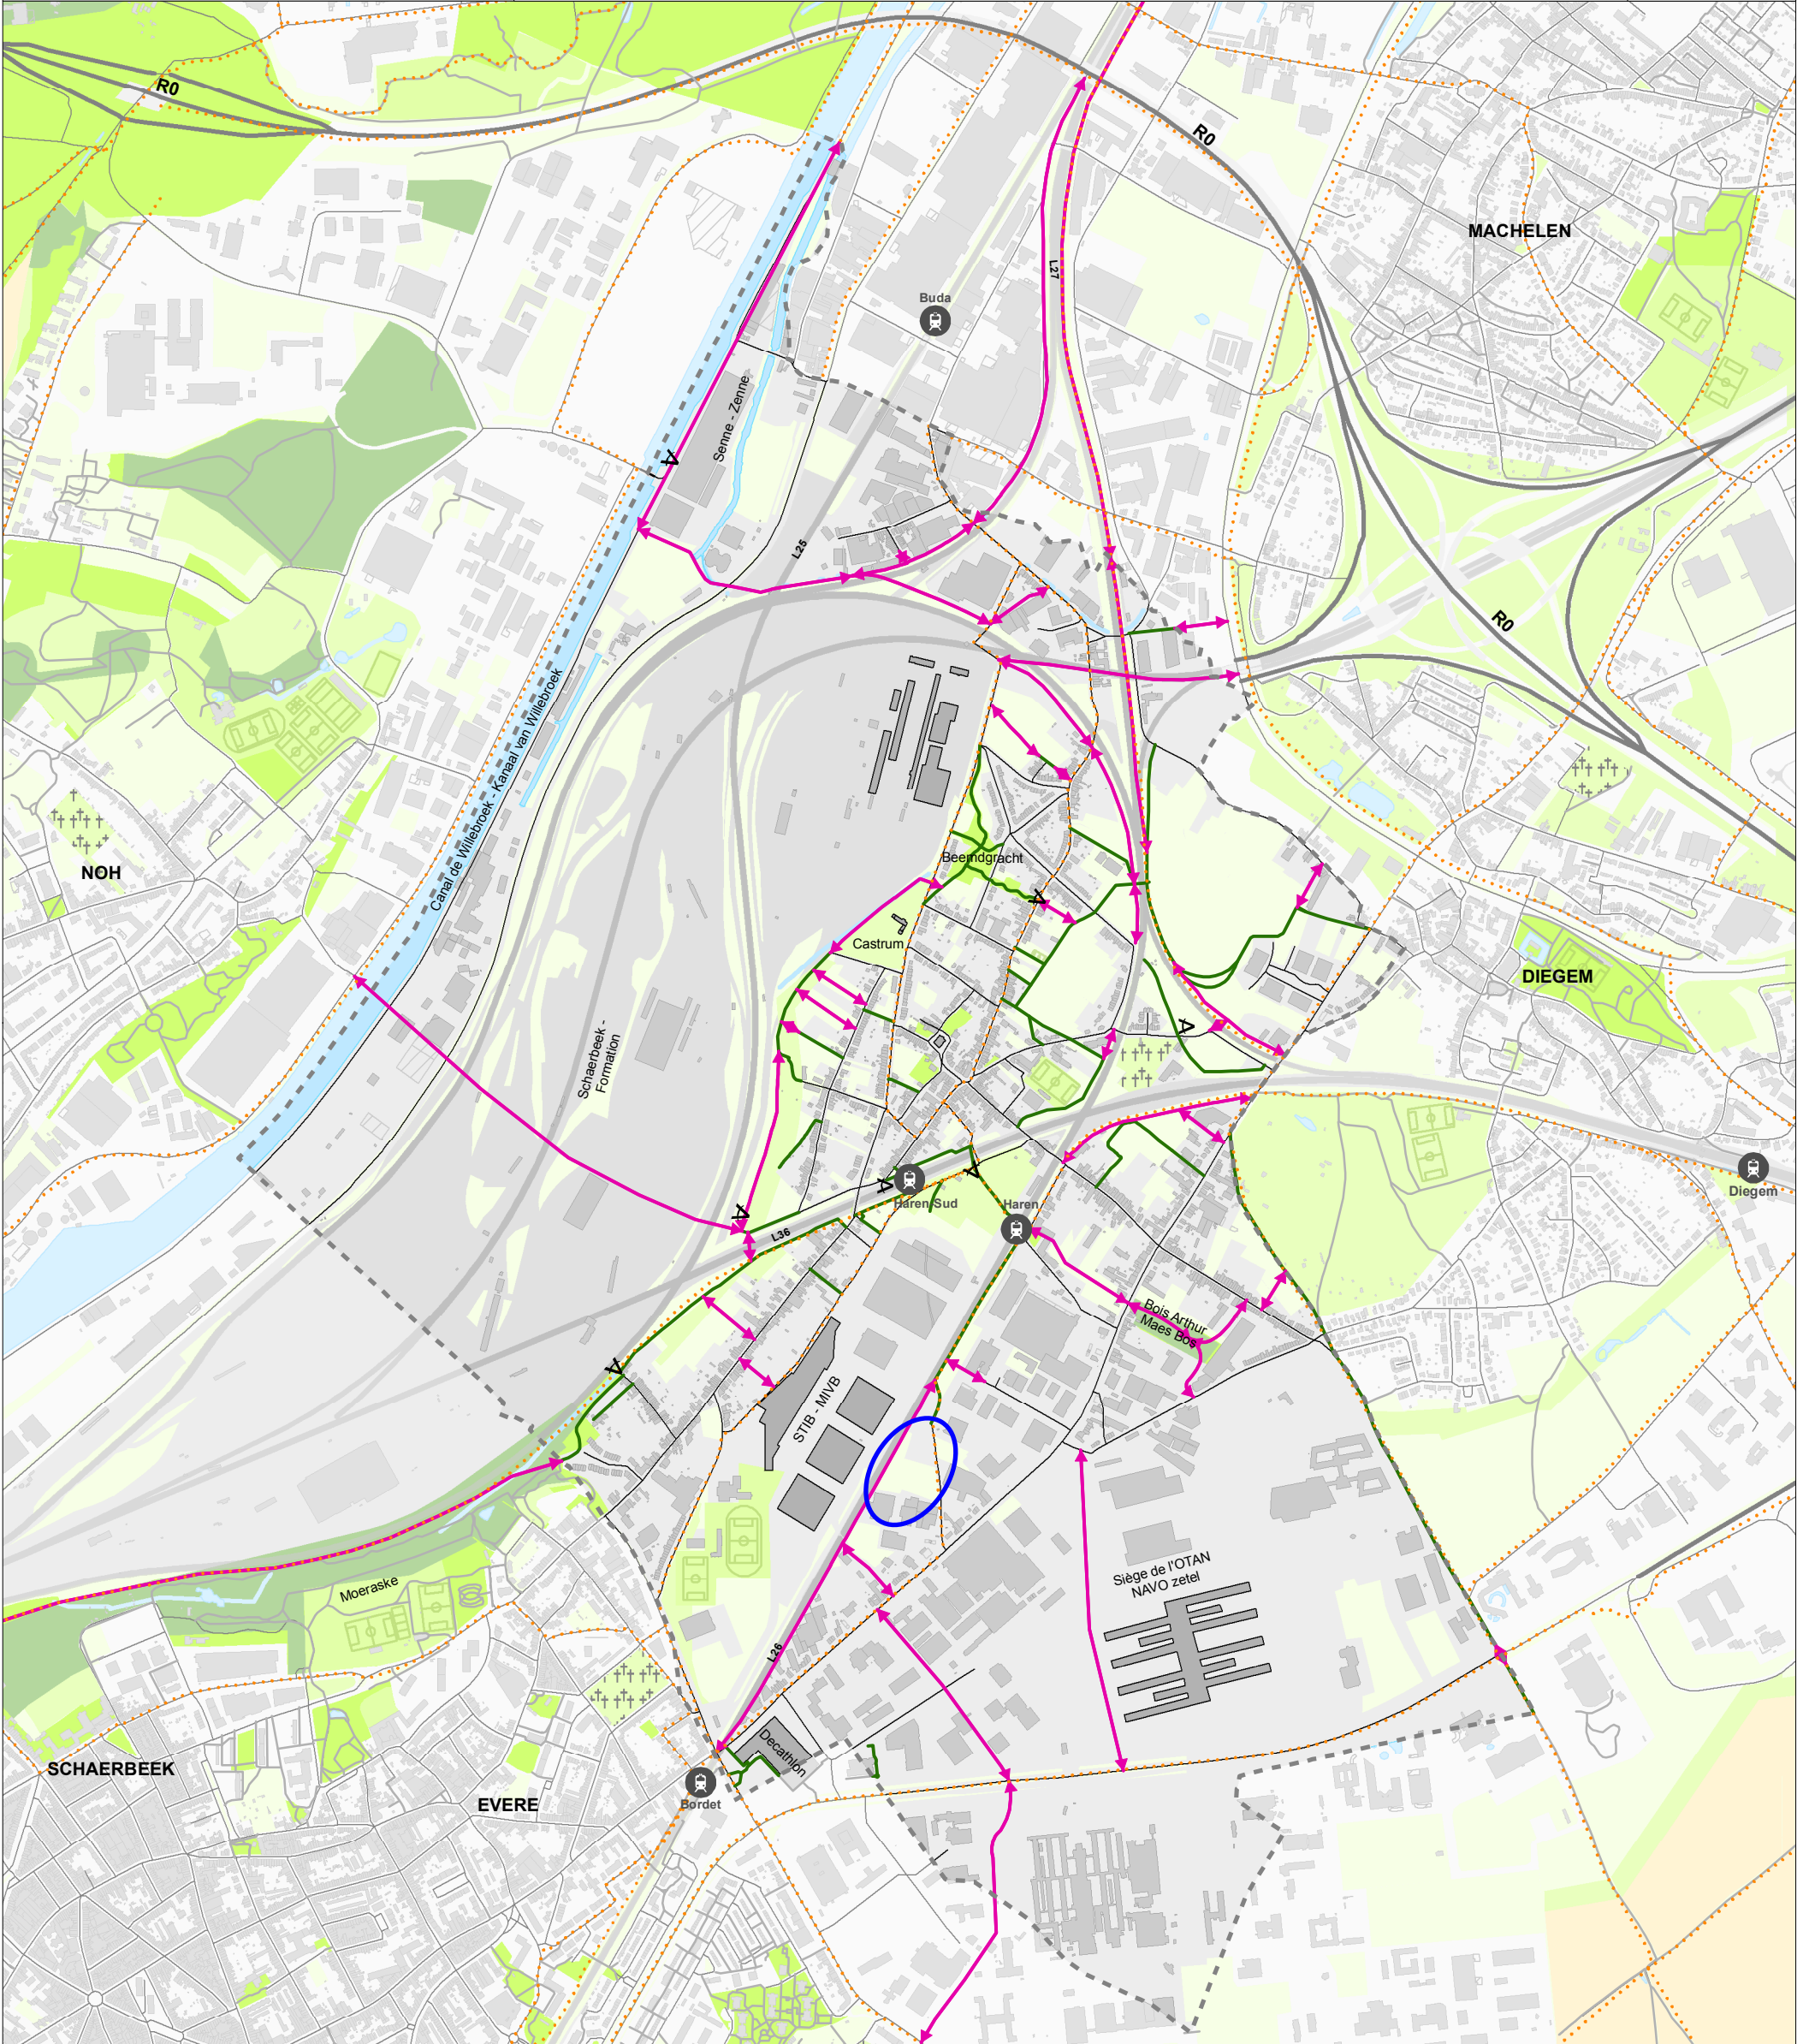 R0
R0
MACHELEN
L27
Buda
Senne - Zenne
A
L25
R0
Canal de Willebroek - Kanaal van Willebroek
NOH
Beemdgracht
A
Castrum
DIEGEM
A
Schaerbeek -
Formation
A
A
Haren Sud
Haren
Diegem
A
L36
Bois Arthur
Maes Bos
A
STIB - MIVB
Siège de l'OTAN
NAVO zetel
Moeraske
L26
Decathlon
SCHAERBEEK
EVERE
Bordet